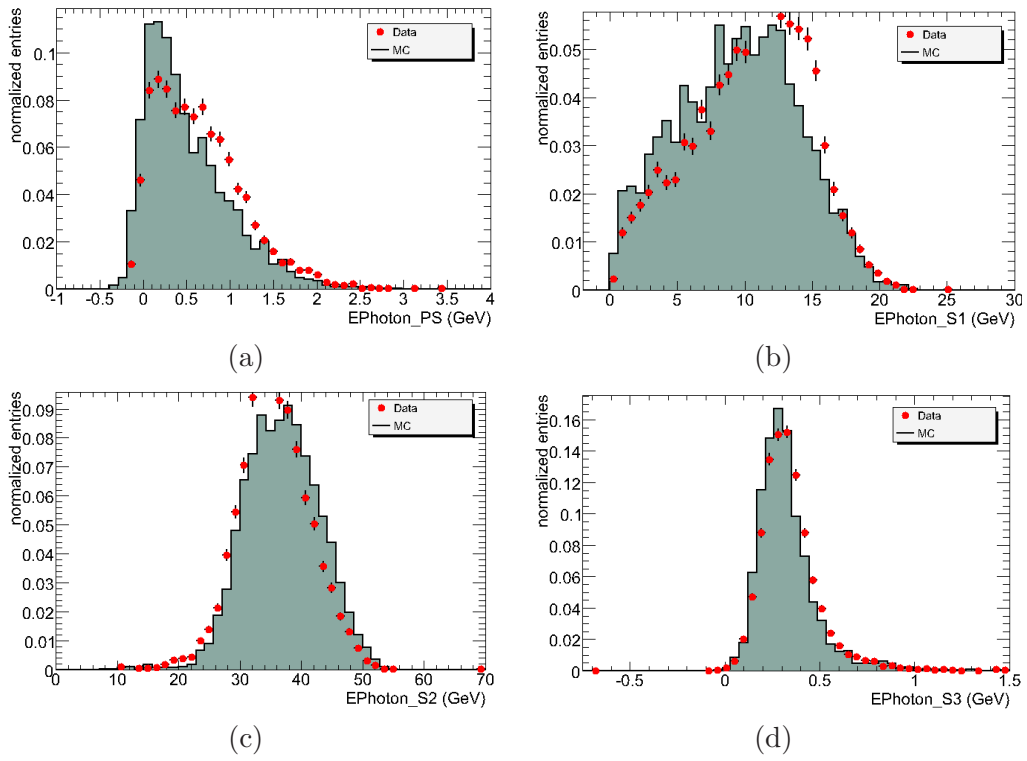 normalized entries
0.1
0.08
0.06
0.04
0.02
0
-1 -0.5 0 0.5 1 1.5 2 2.5 3 3.5 4
EPhoton_PS (GeV)
Data
MC
(a)
normalized entries
0.05
0.04
0.03
0.02
0.01
0
0 5 10 15 20 25 30
EPhoton_S1 (GeV)
Data
MC
(b)
normalized entries
0.09
0.08
0.07
0.06
0.05
0.04
0.03
0.02
0.01
0
0 10 20 30 40 50 60 70
EPhoton_S2 (GeV)
Data
MC
(c)
normalized entries
0.16
0.14
0.12
0.1
0.08
0.06
0.04
0.02
0
-0.5 0 0.5 1 1.5
EPhoton_S3 (GeV)
Data
MC
(d)